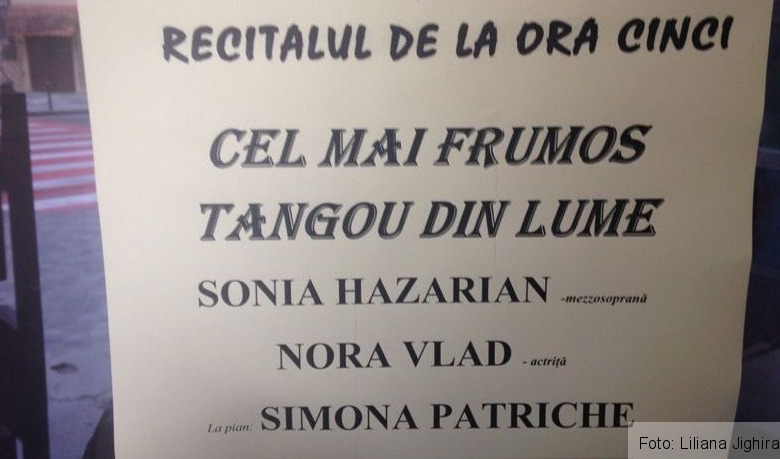 RECITALUL DE LA ORA CINCI
CEL MAI FRUMOS
TANGOU DIN LUME
SONIA HAZARIAN -mezzosoprană
NORA VLAD - actriță
La pian: SIMONA PATRICHE
Foto: Liliana Jighira